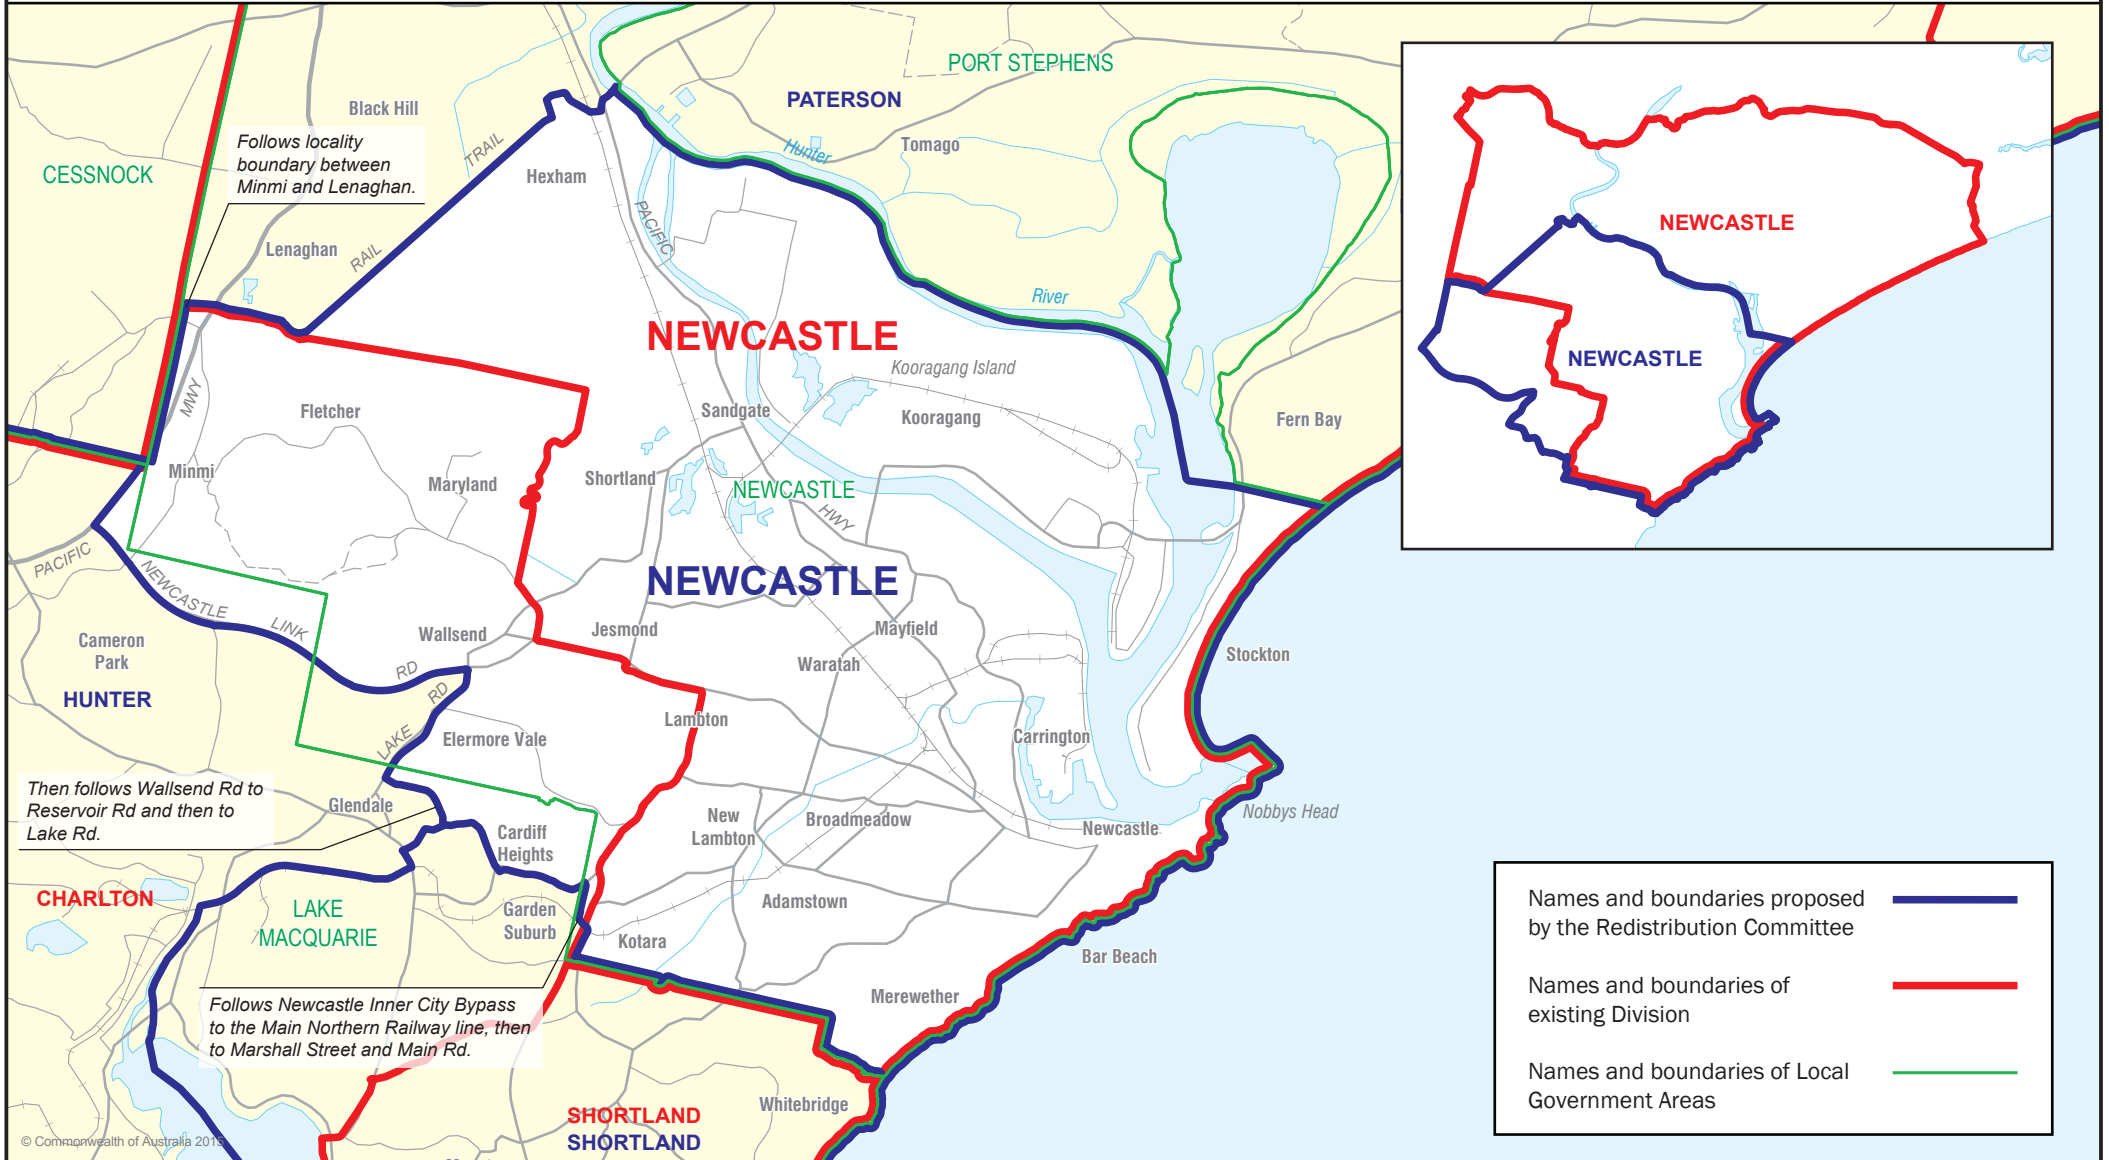 PORT STEPHENS
PATERSON
Black Hill
Follows locality
boundary between
Minmi and Lenaghan.
TRAIL
Tomago
Hunter
CESSNOCK
Hexham
PACIFIC
NEWCASTLE
Lenaghan
RAIL
River
NEWCASTLE
NEWCASTLE
Kooragang Island
MWY
Fletcher
Sandgate
Kooragang
Fern Bay
Minmi
Maryland
Shortland
NEWCASTLE
HWY
PACIFIC
NEWCASTLE
LINK
RD
NEWCASTLE
Wallsend
Jesmond
Mayfield
Cameron
Park
Waratah
Stockton
HUNTER
LAKE
RD
Lambton
Elermore Vale
Carrington
Then follows Wallsend Rd to
Reservoir Rd and then to
Lake Rd.
Glendale
Cardiff
Heights
New
Lambton
Broadmeadow
Newcastle
Nobbys Head
CHARLTON
LAKE
MACQUARIE
Garden
Suburb
Adamstown
Kotara
Bar Beach
Merewether
Follows Newcastle Inner City Bypass
to the Main Northern Railway line, then
to Marshall Street and Main Rd.
Whitebridge
SHORTLAND
SHORTLAND
© Commonwealth of Australia 2015
Names and boundaries proposed
by the Redistribution Committee
Names and boundaries of
existing Division
Names and boundaries of Local
Government Areas